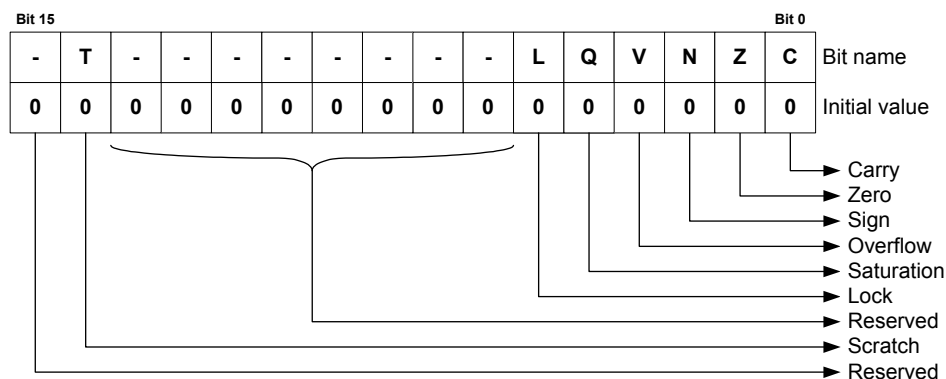 Bit 15 Bit 0
- T - - - - - - - - L Q V N Z C Bit name
0 0 0 0 0 0 0 0 0 0 0 0 0 0 0 0 Initial value
Carry
Zero
Sign
Overflow
Saturation
Lock
Reserved
Scratch
Reserved